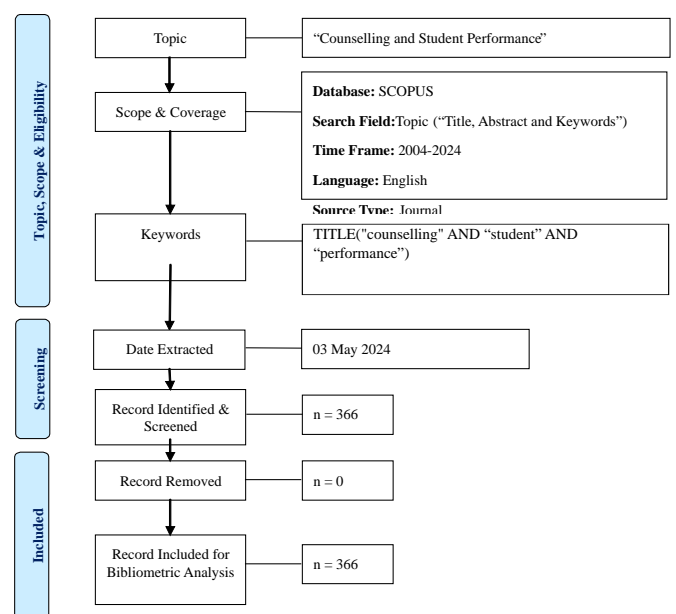 Topic, Scope & Eligibility
Topic
“Counselling and Student Performance”
Scope & Coverage
Database: SCOPUS
Search Field:Topic (“Title, Abstract and Keywords”)
Time Frame: 2004-2024
Language: English
Source Type: Journal
Keywords
TITLE("counselling" AND “student” AND
“performance”)
Screening
Date Extracted
03 May 2024
Record Identified &
Screened
n = 366
Included
Record Removed
n = 0
Record Included for
Bibliometric Analysis
n = 366